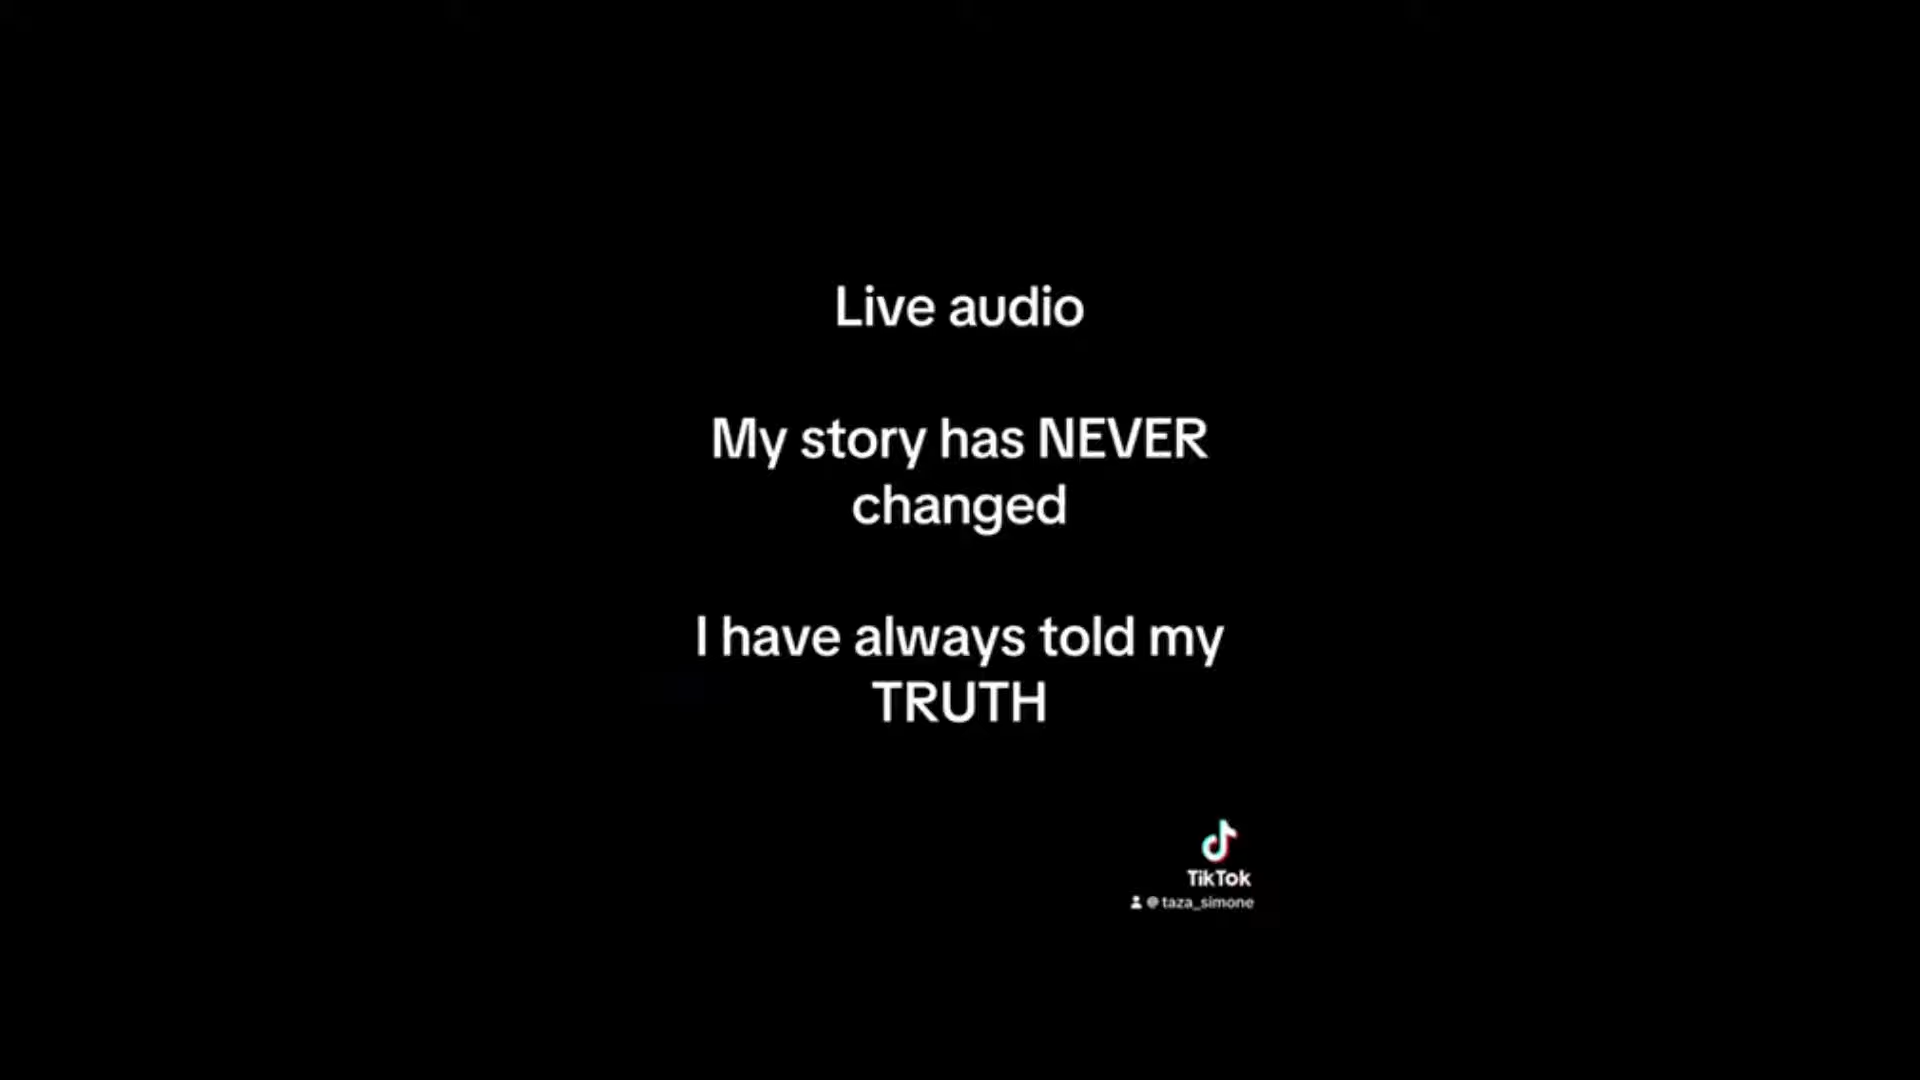 Live audio
My story has NEVER
changed
I have always told my
TRUTH
TikTok
@taza_simone